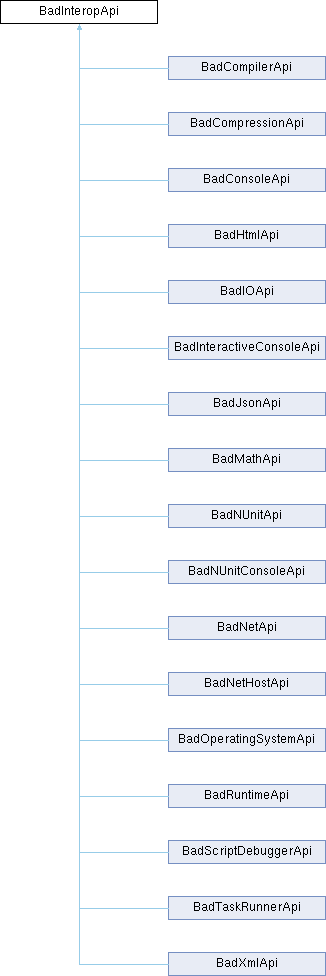 BadInteropApi
BadCompilerApi
BadCompressionApi
BadConsoleApi
BadHtmlApi
BadIOApi
BadInteractiveConsoleApi
BadJsonApi
BadMathApi
BadNUnitApi
BadNUnitConsoleApi
BadNetApi
BadNetHostApi
BadOperatingSystemApi
BadRuntimeApi
BadScriptDebuggerApi
BadTaskRunnerApi
BadXmlApi